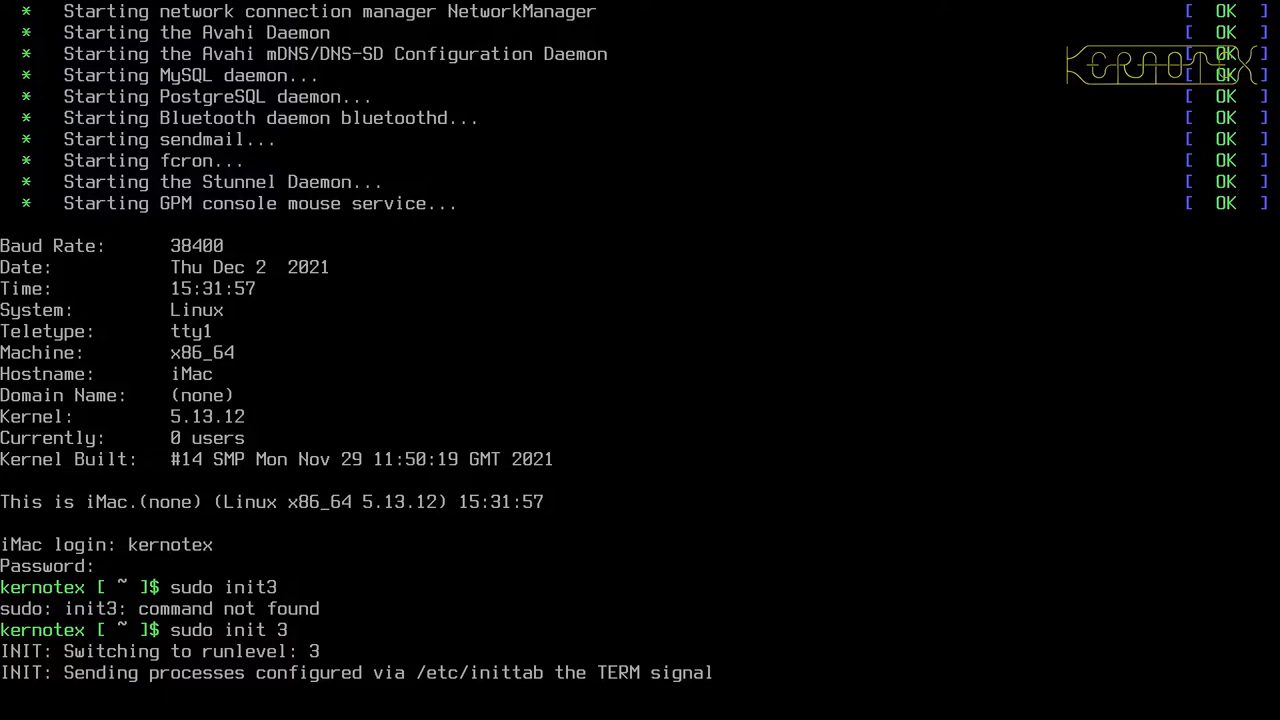 * Starting network connection manager NetworkManager [ OK ]
* Starting the Avahi Daemon [ OK ]
* Starting the Avahi mDNS/DNS-SD Configuration Daemon [ OK ]
KERNOTEX
* Starting MySQL daemon... [ OK ]
* Starting PostgreSQL daemon... [ OK ]
* Starting Bluetooth daemon bluetoothd... [ OK ]
* Starting sendmail... [ OK ]
* Starting fcron... [ OK ]
* Starting the Stunnel Daemon... [ OK ]
* Starting GPM console mouse service... [ OK ]
Baud Rate: 38400
Date: Thu Dec 2  2021
Time: 15:31:57
System: Linux
Teletype: tty1
Machine: x86_64
Hostname: iMac
Domain Name: (none)
Kernel: 5.13.12
Currently: 0 users
Kernel Built: #14 SMP Mon Nov 29 11:50:19 GMT 2021
This is iMac.(none) (Linux x86_64 5.13.12) 15:31:57
iMac login: kernotex
Password:
kernotex [ ~ ]$ sudo init3
sudo: init3: command not found
kernotex [ ~ ]$ sudo init 3
INIT: Switching to runlevel: 3
INIT: Sending processes configured via /etc/inittab the TERM signal